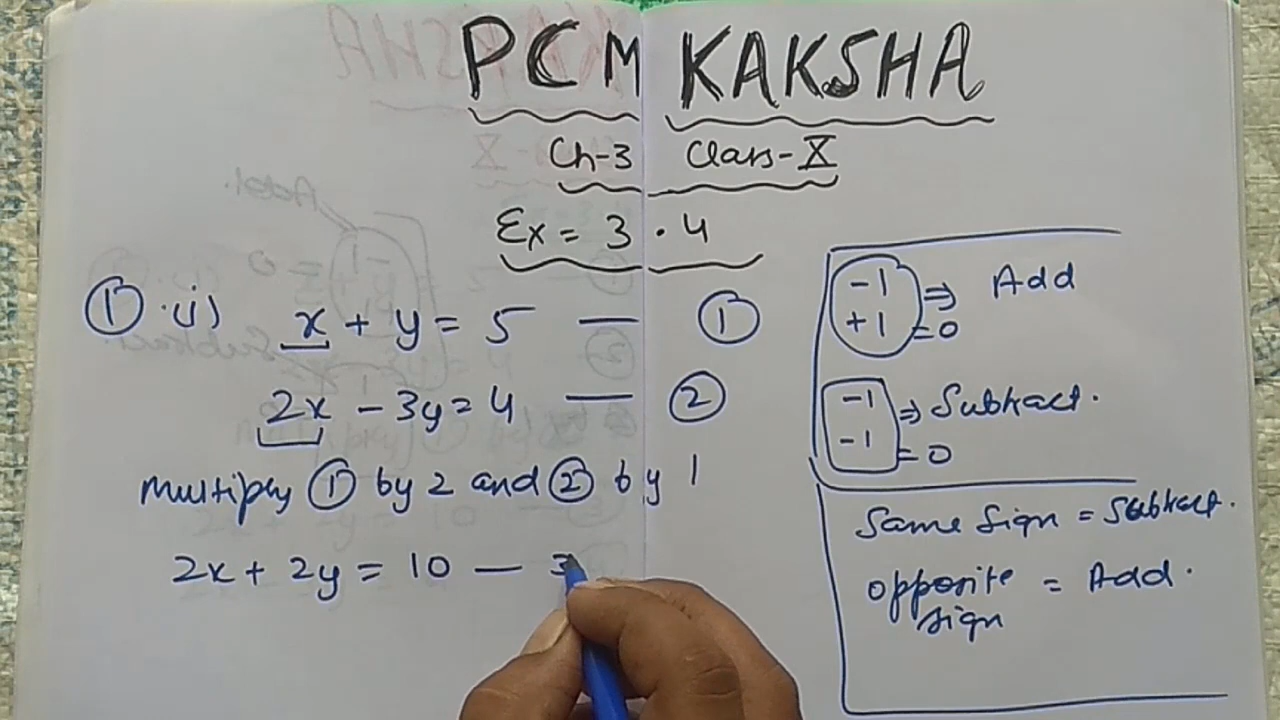 PCM KAKSHA
Ch-3 Class-X
Ex = 3.4
① (i) x + y = 5 — ①
2x - 3y = 4 — ②
Multiply ① by 2 and ② by 1
2x + 2y = 10 — 3
-1
+1
=0
⇒ Add
-1
-1
=0
⇒ Subtract.
Same Sign = Subtract.
opposite
sign
= Add.